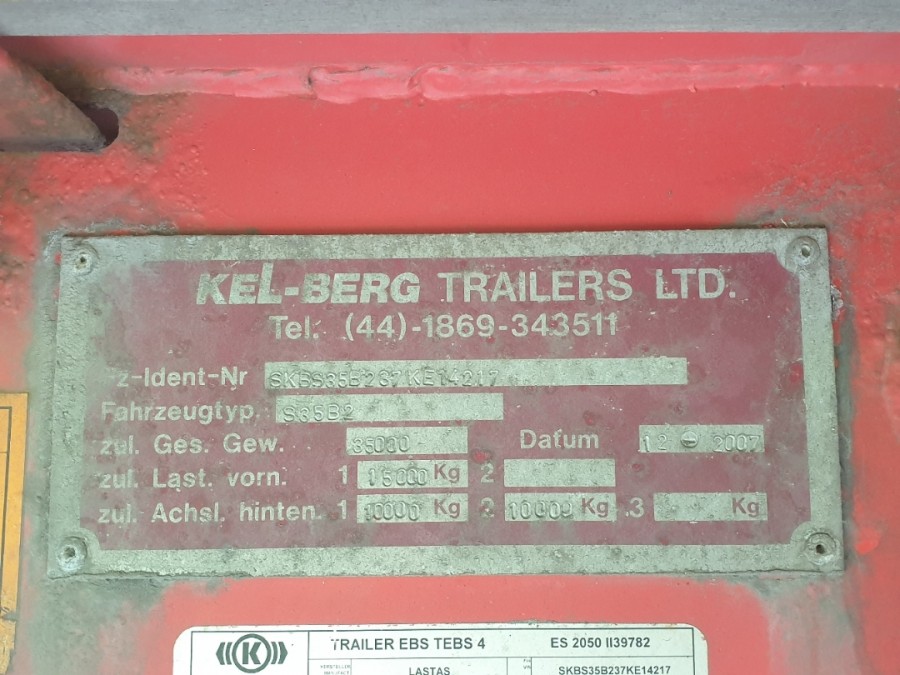 KEL-BERG TRAILERS LTD.
Tel. (44)-1869-343511
Fz-Ident-Nr SKBS35B237KE14217
Fahrzeugtyp. S35B2
zul. Ges. Gew. 35000 Datum 12 2007
zul. Last. vorn. 1 15000 Kg 2
zul. Achsl. hinten. 1 10000 Kg 2 10000 Kg .3 Kg
K TRAILER EBS TEBS 4 ES 2050 II39782
LASTAS SKBS35B237KE14217